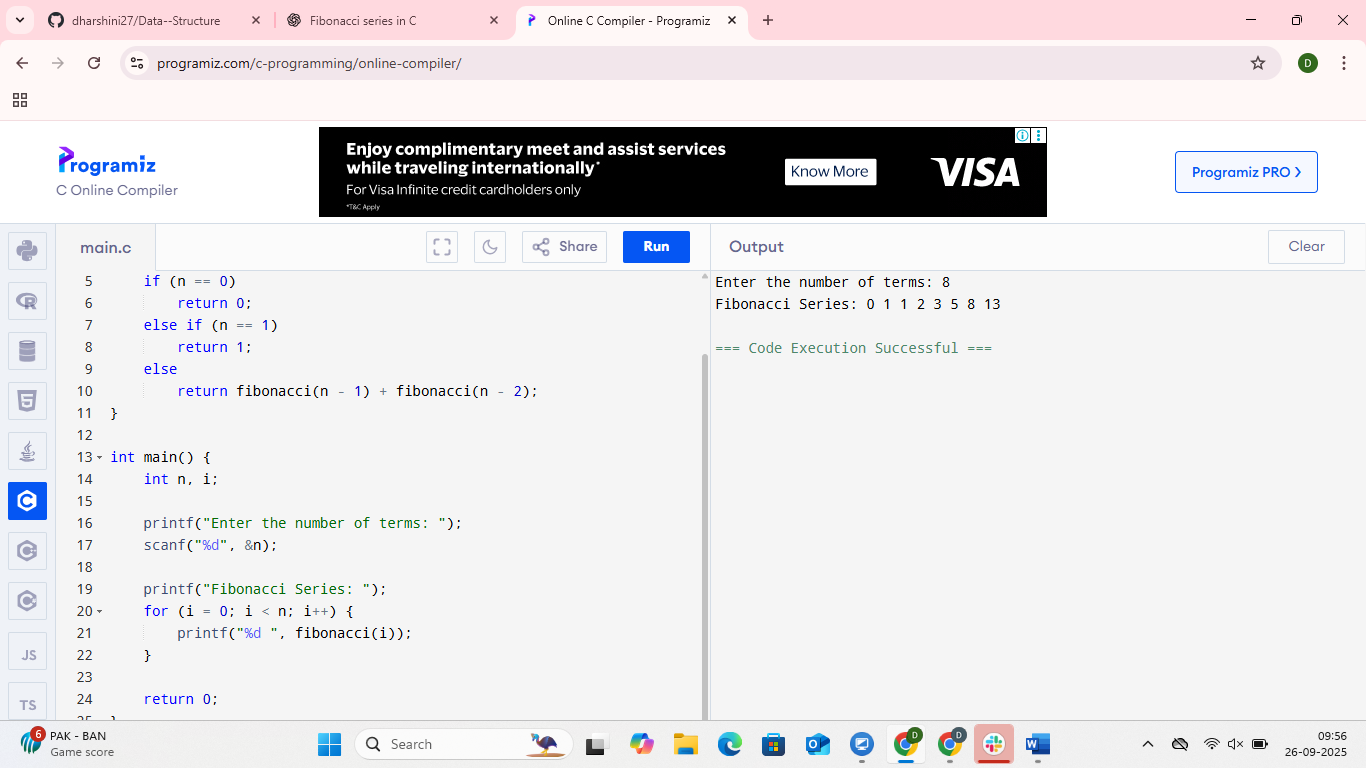 dharshini27/Data--Structure
Fibonacci series in C
Online C Compiler - Programiz
programiz.com/c-programming/online-compiler/
D
Programiz
C Online Compiler
Enjoy complimentary meet and assist services
while traveling internationally*
For Visa Infinite credit cardholders only
*T&C Apply
Know More
VISA
Programiz PRO
main.c
Share
Run
Output
Clear
5 if (n == 0)
6 return 0;
7 else if (n == 1)
8 return 1;
9 else
10 return fibonacci(n - 1) + fibonacci(n - 2);
11 }
12
13 int main() {
14 int n, i;
15
16 printf("Enter the number of terms: ");
17 scanf("%d", &n);
18
19 printf("Fibonacci Series: ");
20 for (i = 0; i < n; i++) {
21 printf("%d ", fibonacci(i));
22 }
23
24 return 0;
25 }
Enter the number of terms: 8
Fibonacci Series: 0 1 1 2 3 5 8 13
=== Code Execution Successful ===
JS
TS
6
PAK - BAN
Game score
Search
D
D
09:56
26-09-2025